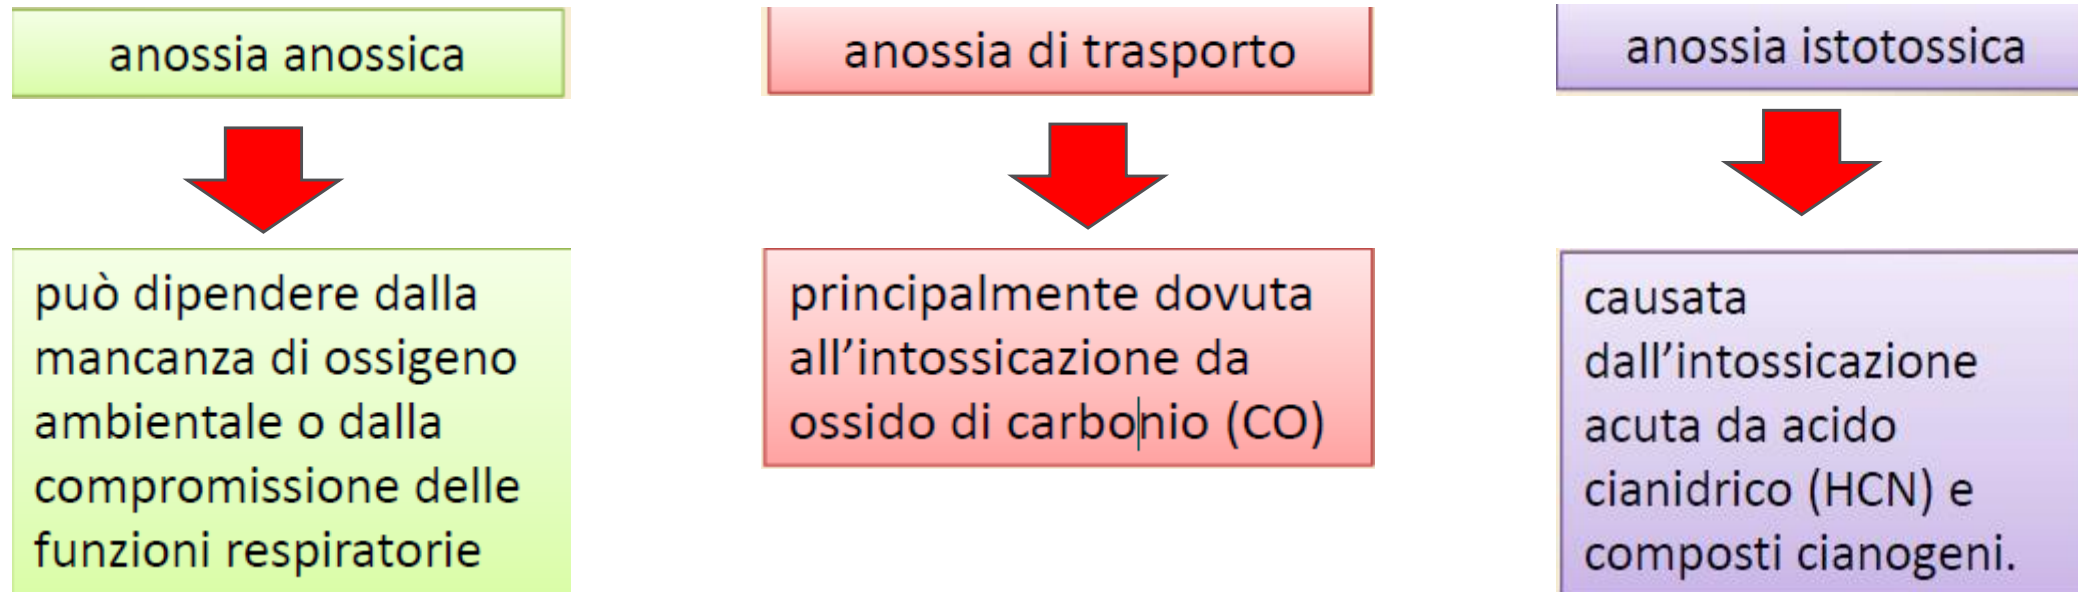 anossia anossica
può dipendere dalla
mancanza di ossigeno
ambientale o dalla
compromissione delle
funzioni respiratorie
anossia di trasporto
principalmente dovuta
all’intossicazione da
ossido di carbonio (CO)
anossia istotossica
causata
dall’intossicazione
acuta da acido
cianidrico (HCN) e
composti cianogeni.